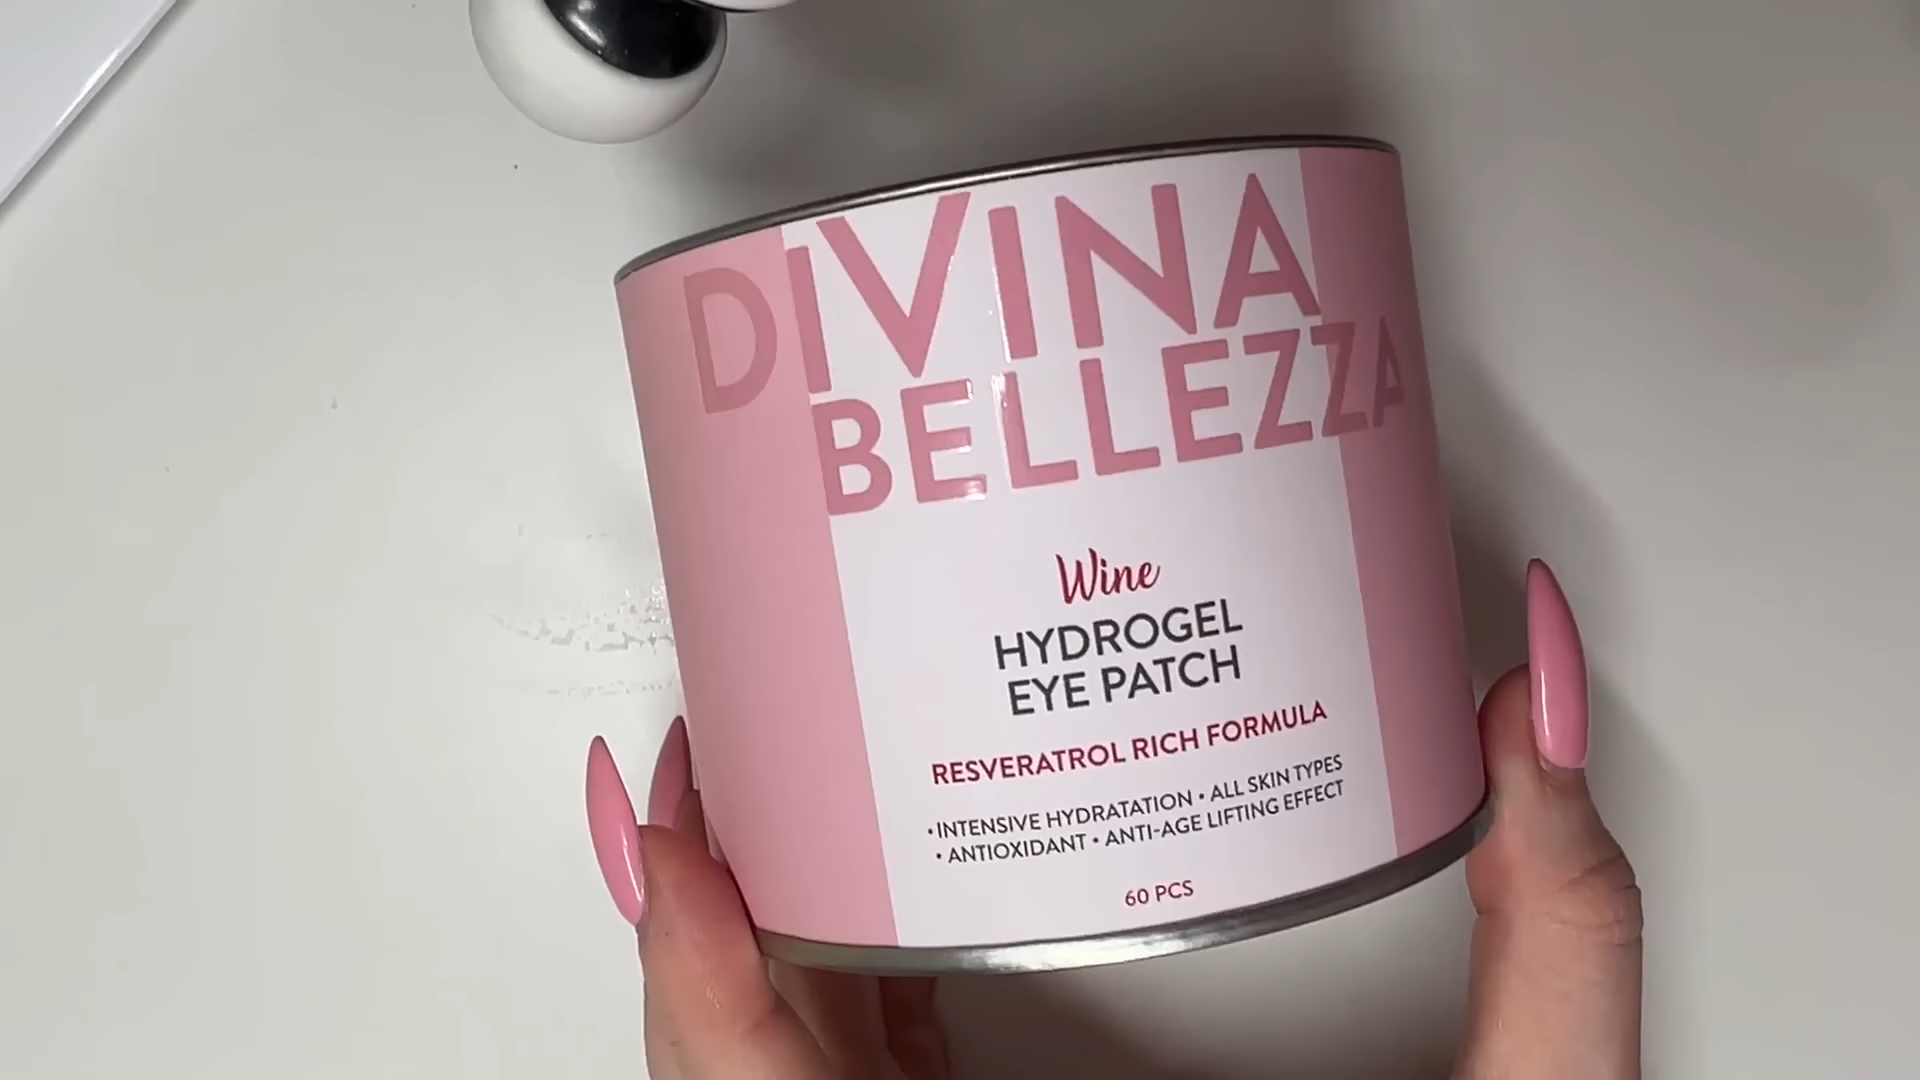 DIVINA
BELLEZZA
Wine
HYDROGEL
EYE PATCH
RESVERATROL RICH FORMULA
• INTENSIVE HYDRATATION • ALL SKIN TYPES
• ANTIOXIDANT • ANTI-AGE LIFTING EFFECT
60 PCS